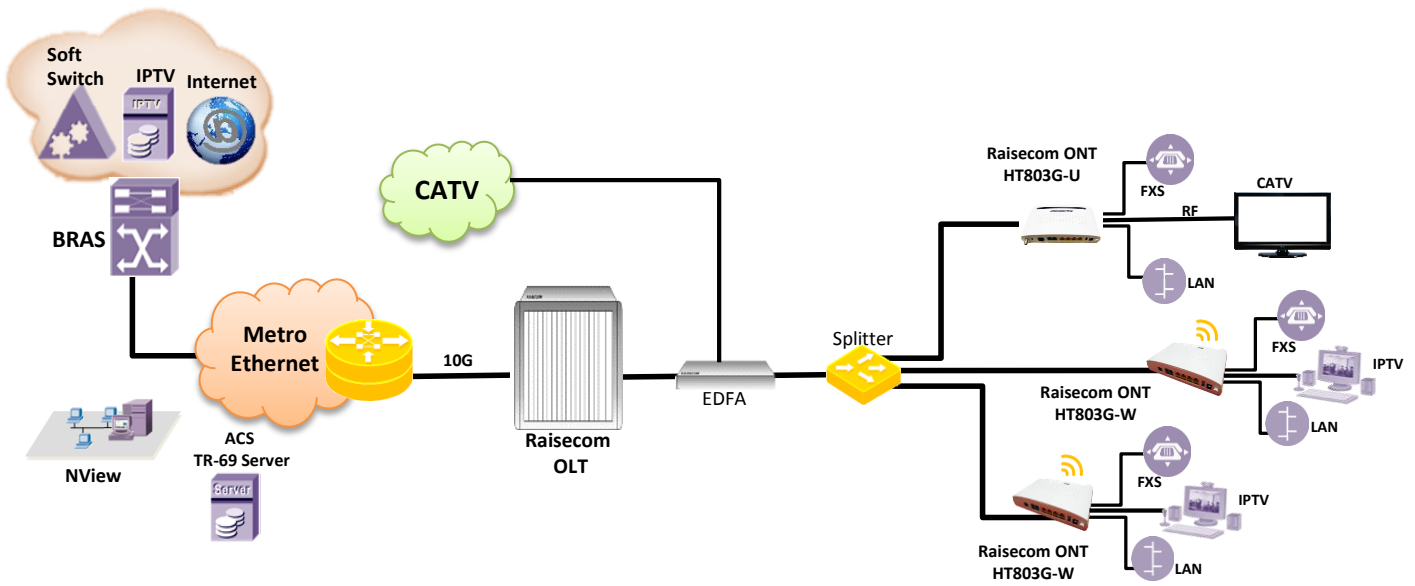 Soft
Switch
IPTV
Internet
IPTV
BRAS
Metro
Ethernet
10G
NView
ACS
TR-69 Server
Server
CATV
Raisecom
OLT
EDFA
Splitter
Raisecom ONT
HT803G-U
FXS
RF
CATV
LAN
Raisecom ONT
HT803G-W
FXS
IPTV
LAN
Raisecom ONT
HT803G-W
FXS
IPTV
LAN